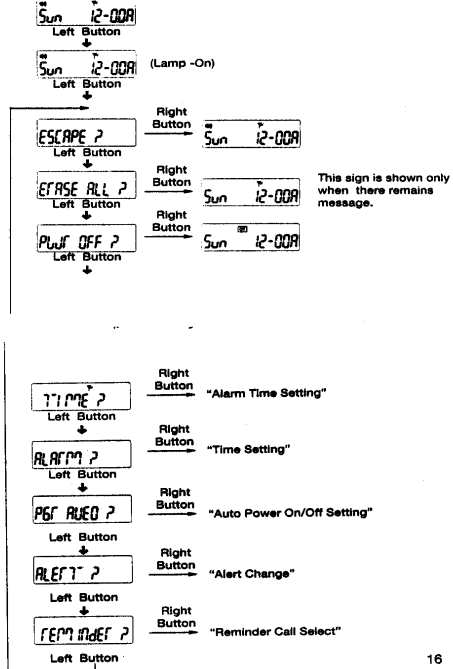 Sun 12-00A
Left Button
Sun 12-00A (Lamp -On)
Left Button
Right
Button
ESCAPE ? Sun 12-00A
Left Button
Right
Button
ErASE ALL ? Sun 12-00A
This sign is shown only
when there remains
message.
Left Button
Right
Button
PWr OFF ? Sun 12-00A
Left Button
Right
Button
TIME ? "Alarm Time Setting"
Left Button
Right
Button
ALArM ? "Time Setting"
Left Button
Right
Button
PGr AUEO ? "Auto Power On/Off Setting"
Left Button
Right
Button
ALErT ? "Alert Change"
Left Button
Right
Button
rEMINdEr ? "Reminder Call Select"
Left Button
16